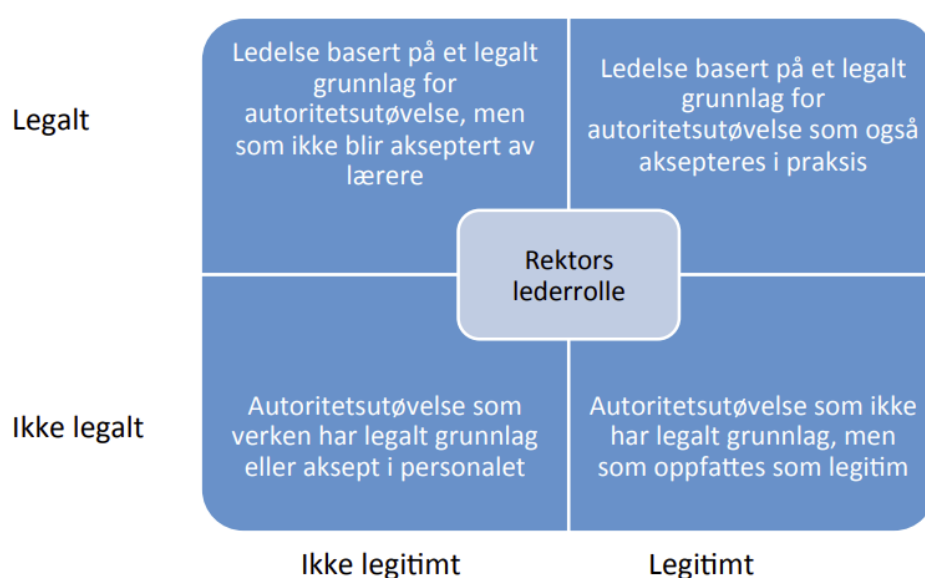 Legalt
Ledelse basert på et legalt
grunnlag for
autoritetsutøvelse, men
som ikke blir akseptert av
lærere
Ledelse basert på et legalt
grunnlag for
autoritetsutøvelse som også
aksepteres i praksis
Rektors
lederrolle
Ikke legalt
Autoritetsutøvelse som
verken har legalt grunnlag
eller aksept i personalet
Autoritetsutøvelse som ikke
har legalt grunnlag, men
som oppfattes som legitim
Ikke legitimt
Legitimt